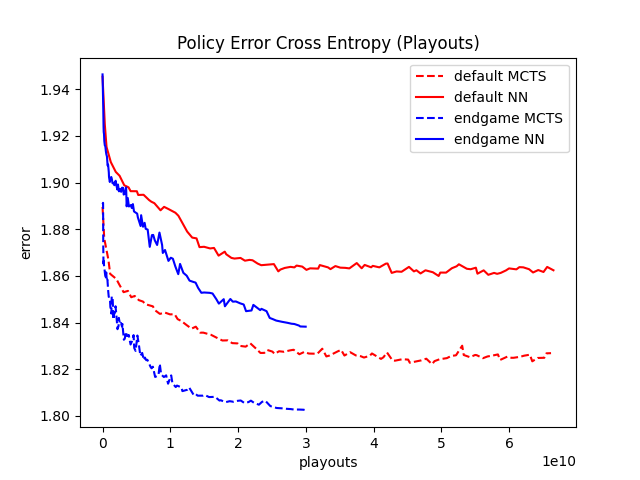 Policy Error Cross Entropy (Playouts)
default MCTS
default NN
endgame MCTS
endgame NN
error
1.94
1.92
1.90
1.88
1.86
1.84
1.82
1.80
0 1 2 3 4 5 6
playouts
1e10